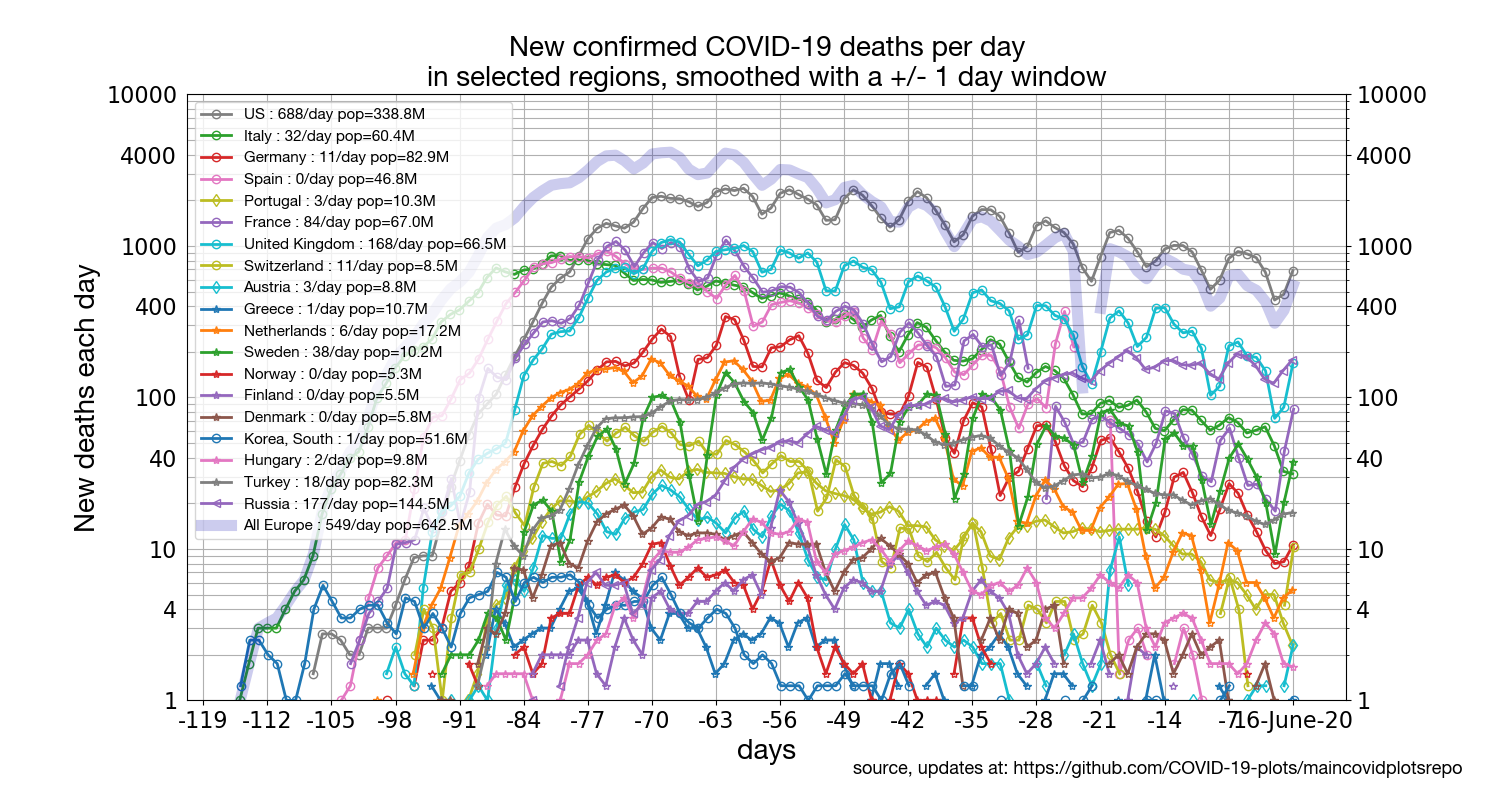 New confirmed COVID-19 deaths per day
in selected regions, smoothed with a +/- 1 day window
10000
4000
1000
400
100
40
10
4
1
New deaths each day
US : 688/day pop=338.8M
Italy : 32/day pop=60.4M
Germany : 11/day pop=82.9M
Spain : 0/day pop=46.8M
Portugal : 3/day pop=10.3M
France : 84/day pop=67.0M
United Kingdom : 168/day pop=66.5M
Switzerland : 11/day pop=8.5M
Austria : 3/day pop=8.8M
Greece : 1/day pop=10.7M
Netherlands : 6/day pop=17.2M
Sweden : 38/day pop=10.2M
Norway : 0/day pop=5.3M
Finland : 0/day pop=5.5M
Denmark : 0/day pop=5.8M
Korea, South : 1/day pop=51.6M
Hungary : 2/day pop=9.8M
Turkey : 18/day pop=82.3M
Russia : 177/day pop=144.5M
All Europe : 549/day pop=642.5M
10000
4000
1000
400
100
40
10
4
1
-119 -112 -105 -98 -91 -84 -77 -70 -63 -56 -49 -42 -35 -28 -21 -14 -7 16-June-20
days
source, updates at: https://github.com/COVID-19-plots/maincovidplotsrepo